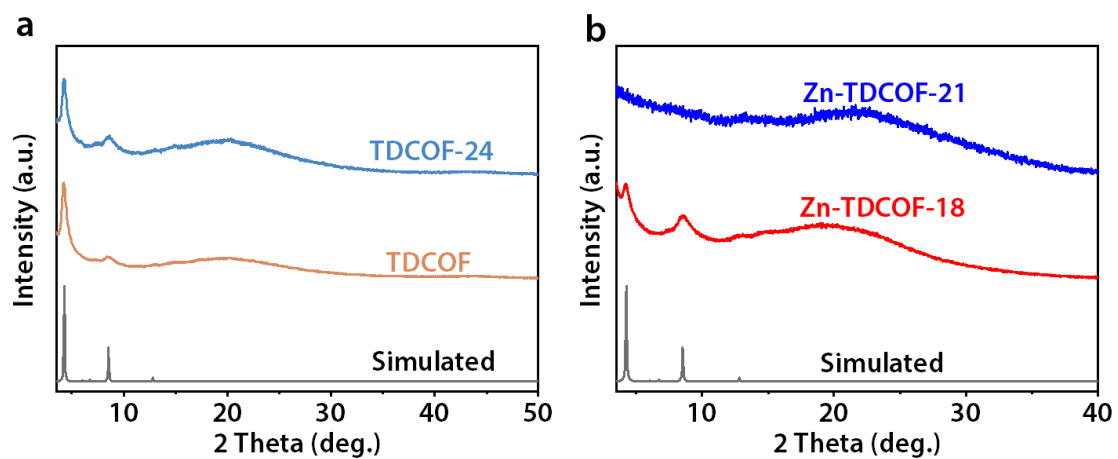 a
Intensity (a.u.)
TDCOF-24
TDCOF
Simulated
10
20
30
40
50
2 Theta (deg.)
b
Intensity (a.u.)
Zn-TDCOF-21
Zn-TDCOF-18
Simulated
10
20
30
40
2 Theta (deg.)